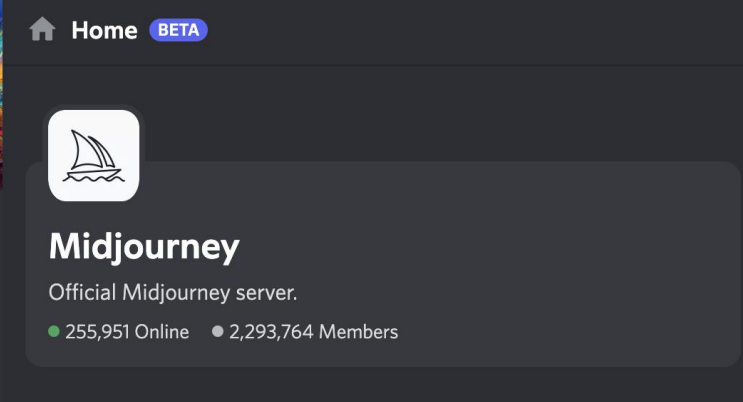 Home BETA
Midjourney
Official Midjourney server.
255,951 Online 2,293,764 Members